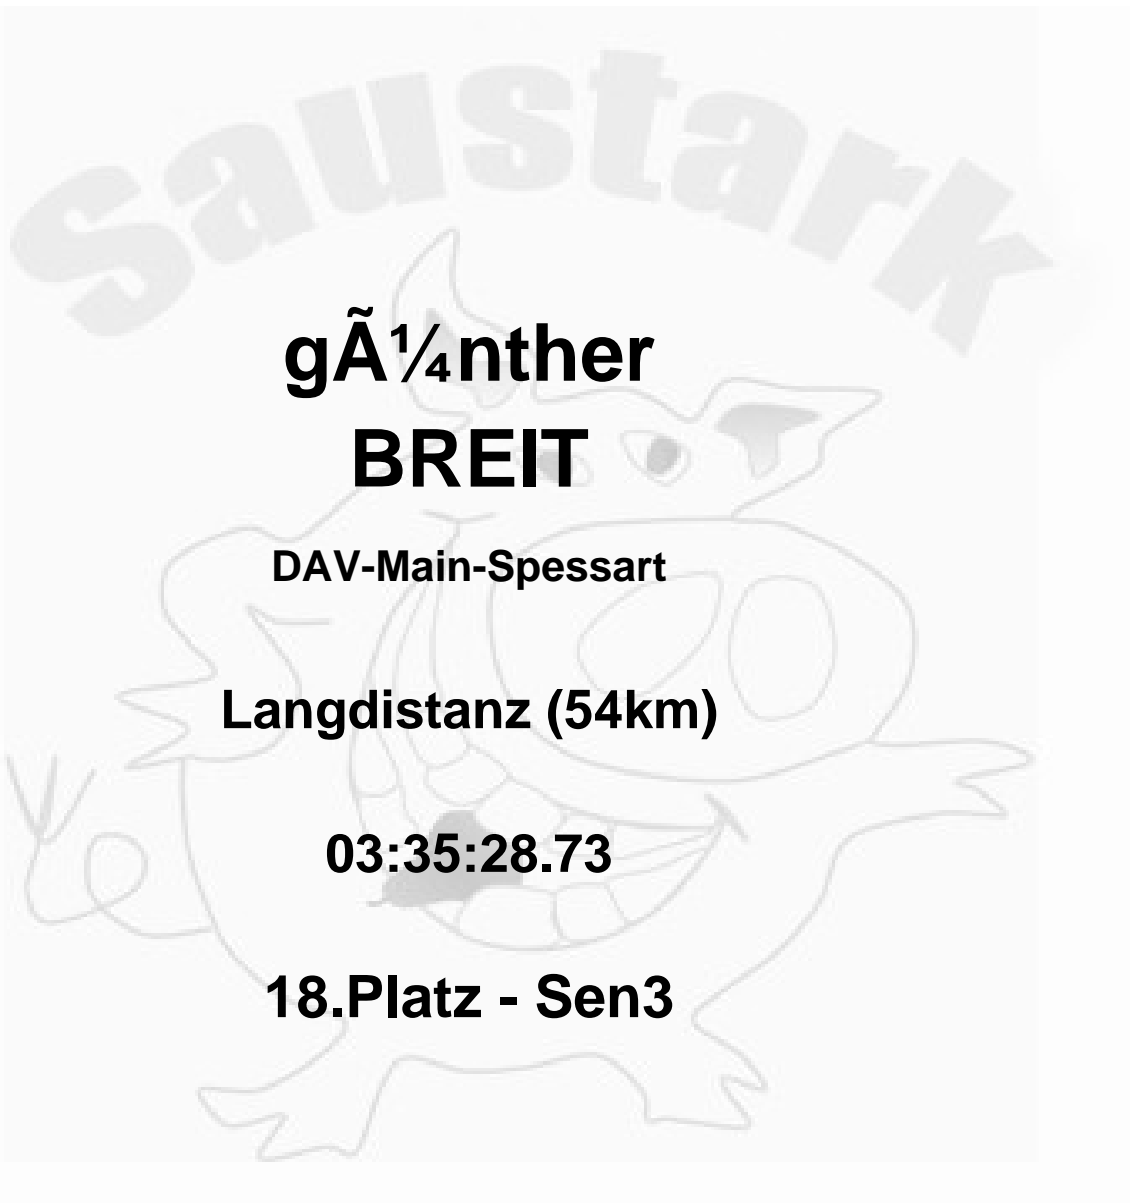 Saustark
gÃ¼nther
BREIT
DAV-Main-Spessart
Langdistanz (54km)
03:35:28.73
18.Platz - Sen3